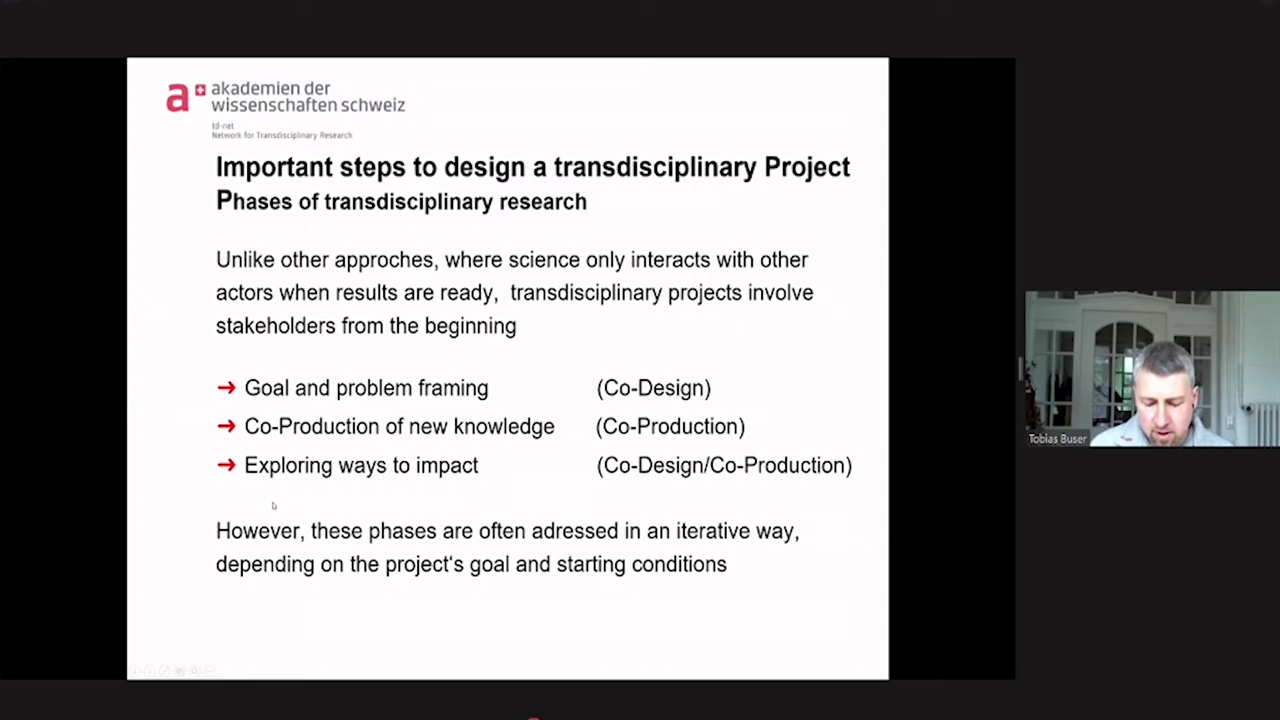 a
akademien der
wissenschaften schweiz
td-net
Network for Transdisciplinary Research
Important steps to design a transdisciplinary Project
Phases of transdisciplinary research
Unlike other approches, where science only interacts with other
actors when results are ready, transdisciplinary projects involve
stakeholders from the beginning
➔ Goal and problem framing (Co-Design)
➔ Co-Production of new knowledge (Co-Production)
➔ Exploring ways to impact (Co-Design/Co-Production)
However, these phases are often adressed in an iterative way,
depending on the project‘s goal and starting conditions
Tobias Buser